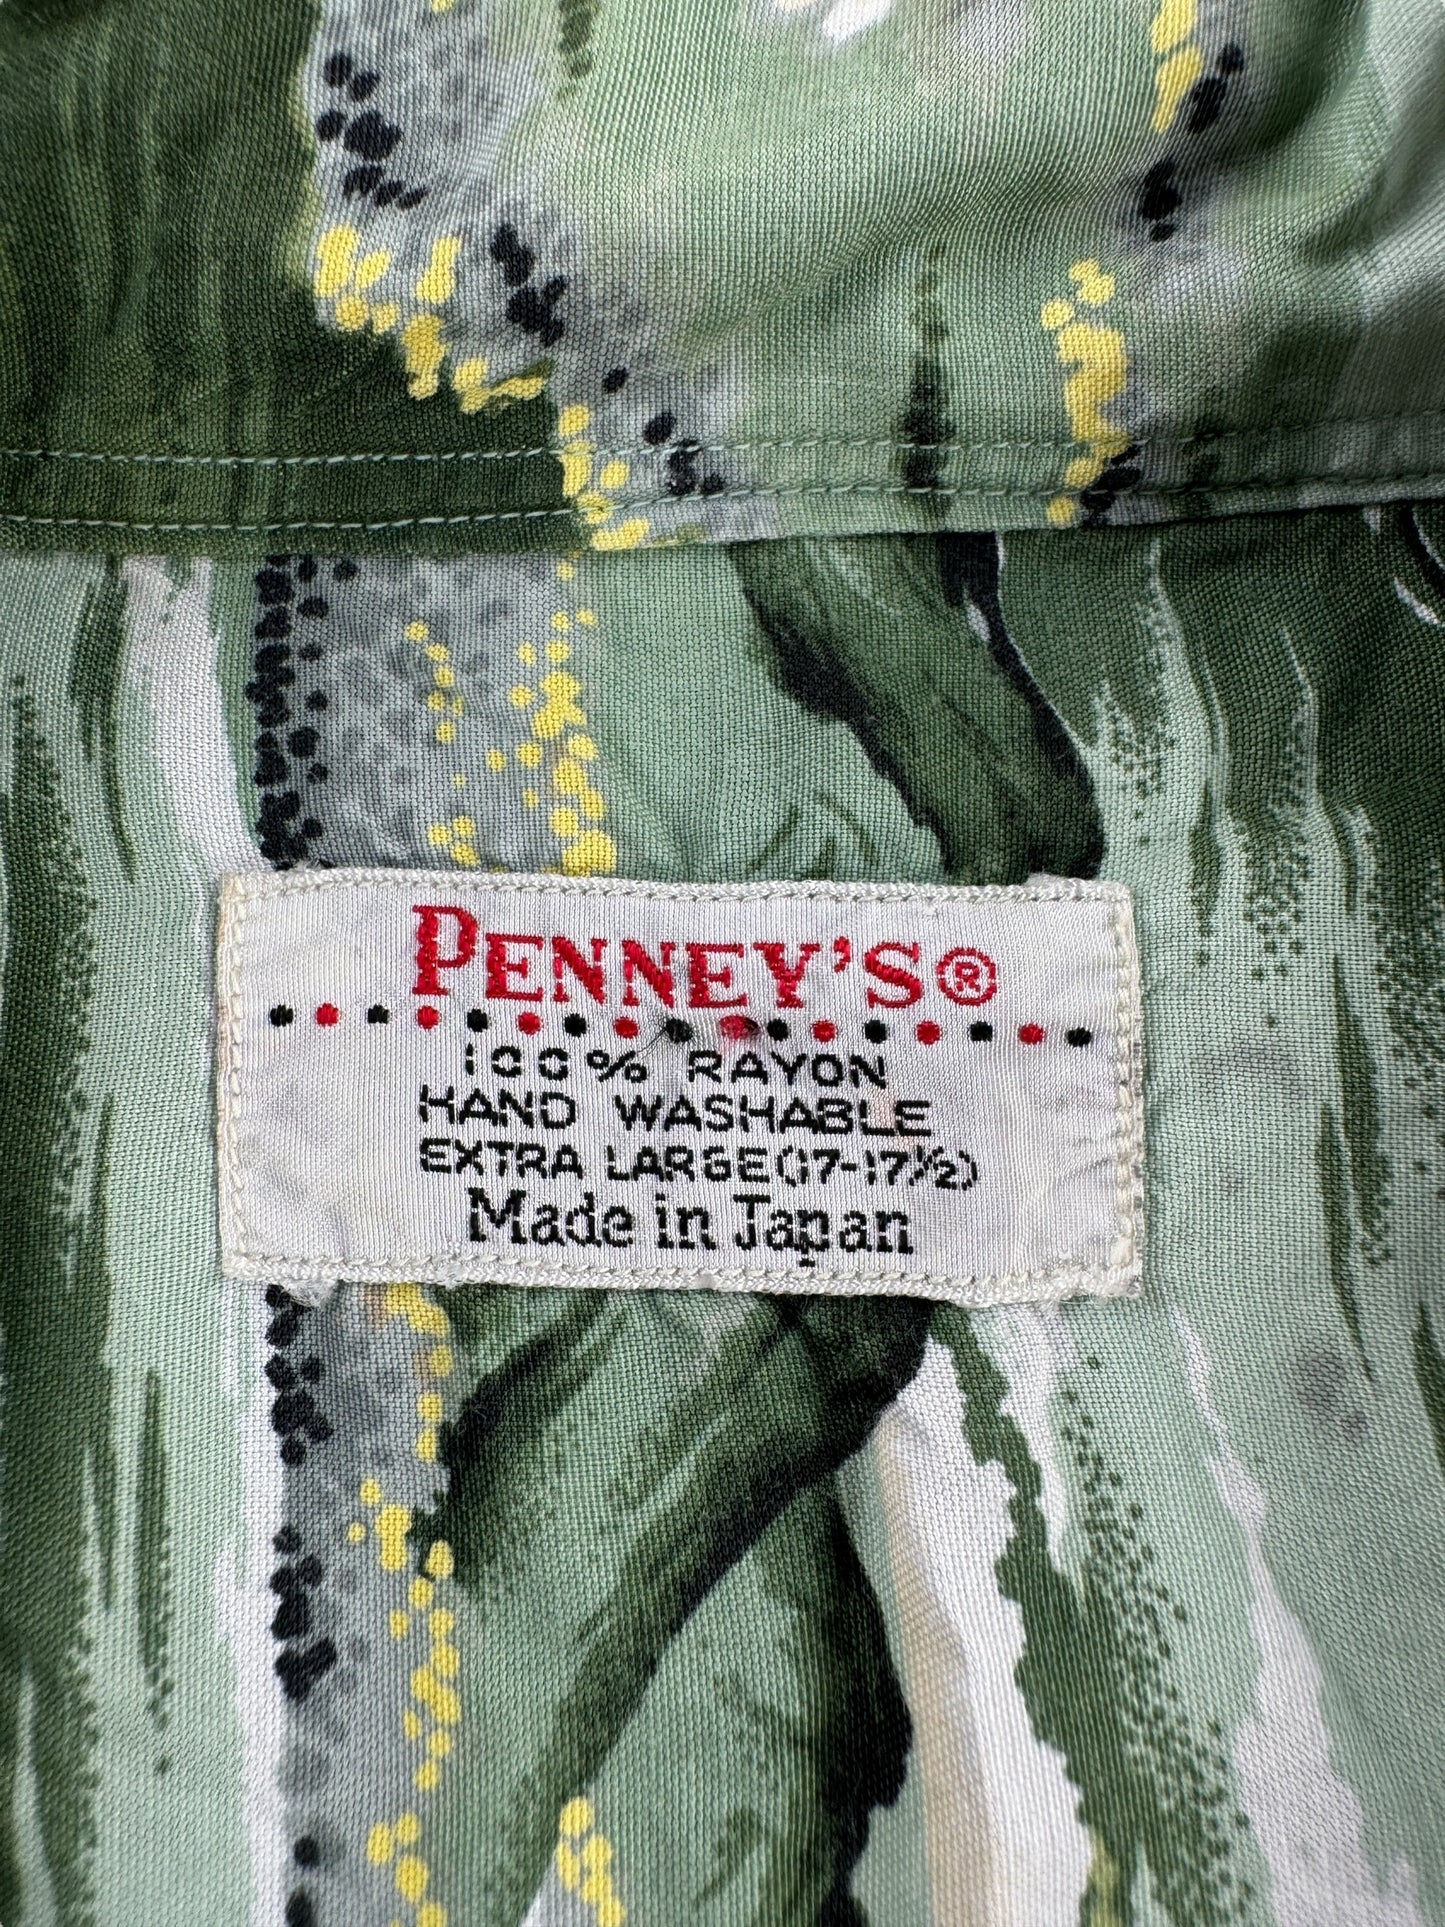 PENNEY'S®
100% RAYON
HAND WASHABLE
EXTRA LARGE (17-17½)
Made in Japan